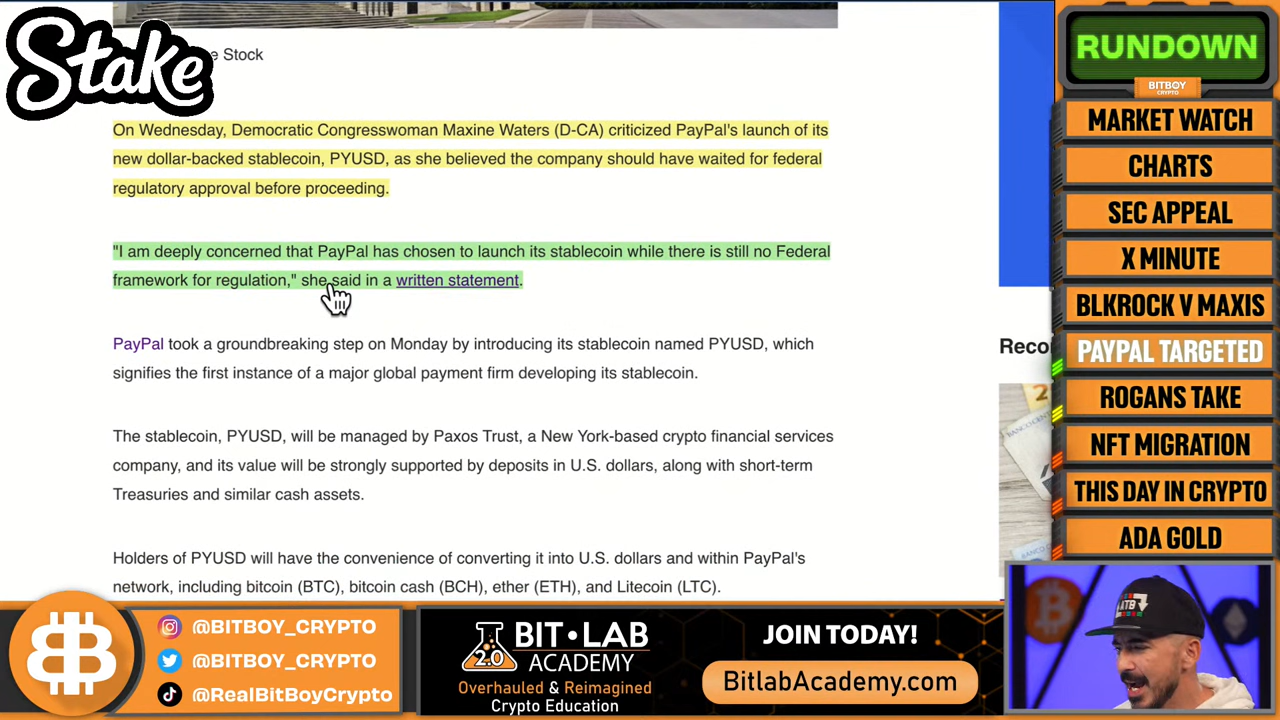 Stake
e Stock
On Wednesday, Democratic Congresswoman Maxine Waters (D-CA) criticized PayPal's launch of its
new dollar-backed stablecoin, PYUSD, as she believed the company should have waited for federal
regulatory approval before proceeding.
"I am deeply concerned that PayPal has chosen to launch its stablecoin while there is still no Federal
framework for regulation," she said in a written statement.
PayPal took a groundbreaking step on Monday by introducing its stablecoin named PYUSD, which
signifies the first instance of a major global payment firm developing its stablecoin.
The stablecoin, PYUSD, will be managed by Paxos Trust, a New York-based crypto financial services
company, and its value will be strongly supported by deposits in U.S. dollars, along with short-term
Treasuries and similar cash assets.
Holders of PYUSD will have the convenience of converting it into U.S. dollars and within PayPal's
network, including bitcoin (BTC), bitcoin cash (BCH), ether (ETH), and Litecoin (LTC).
Reco
RUNDOWN
BITBOY
CRYPTO
MARKET WATCH
CHARTS
SEC APPEAL
X MINUTE
BLKROCK V MAXIS
PAYPAL TARGETED
ROGANS TAKE
NFT MIGRATION
THIS DAY IN CRYPTO
ADA GOLD
@BITBOY_CRYPTO
@BITBOY_CRYPTO
@RealBitBoyCrypto
2.0
BIT•LAB
ACADEMY
Overhauled & Reimagined
Crypto Education
JOIN TODAY!
BitlabAcademy.com
ATB